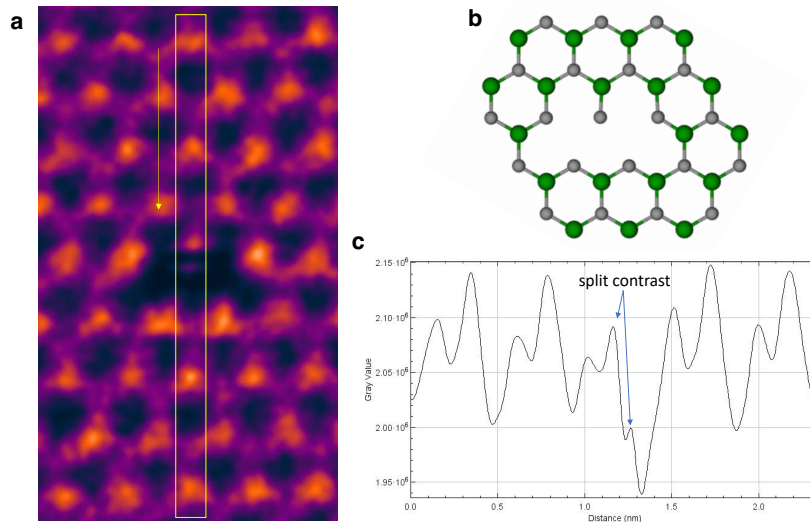 a
b
c
split contrast
2.15·10⁶
2.10·10⁶
2.05·10⁶
2.00·10⁶
1.95·10⁶
Gray Value
0.0 0.5 1.0 1.5 2.0
Distance (nm)